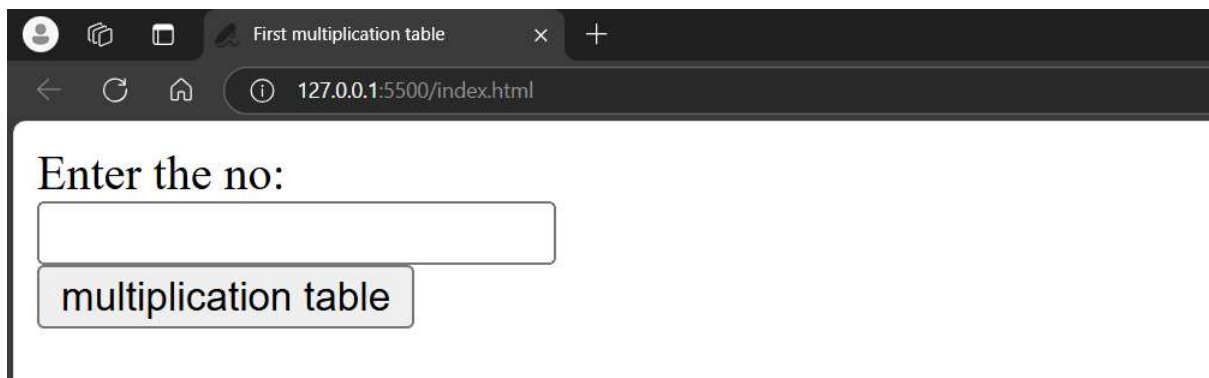 First multiplication table
127.0.0.1:5500/index.html
Enter the no:
multiplication table